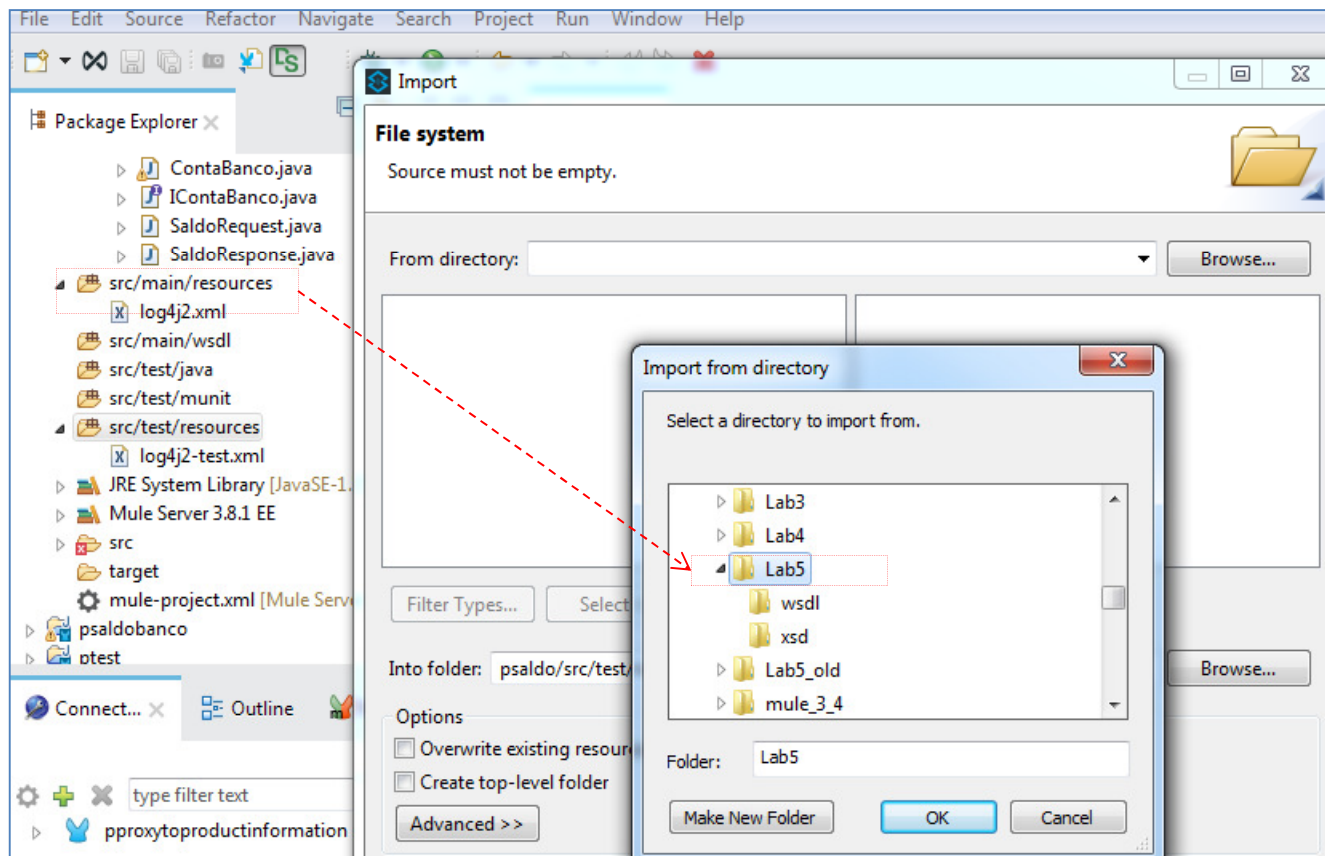 File Edit Source Refactor Navigate Search Project Run Window Help
Package Explorer
ContaBanco.java
IContaBanco.java
SaldoRequest.java
SaldoResponse.java
src/main/resources
log4j2.xml
src/main/wsdl
src/test/java
src/test/munit
src/test/resources
log4j2-test.xml
JRE System Library [JavaSE-1.
Mule Server 3.8.1 EE
src
target
mule-project.xml [Mule Serv
psaldobanco
ptest
Connect...
Outline
type filter text
pproxytoproductinformation
Import
File system
Source must not be empty.
From directory:
Browse...
Filter Types...
Select
Into folder: psaldo/src/test/
Browse...
Options
Overwrite existing resour
Create top-level folder
Advanced >>
Import from directory
Select a directory to import from.
Lab3
Lab4
Lab5
wsdl
xsd
Lab5_old
mule_3_4
Folder: Lab5
Make New Folder OK Cancel